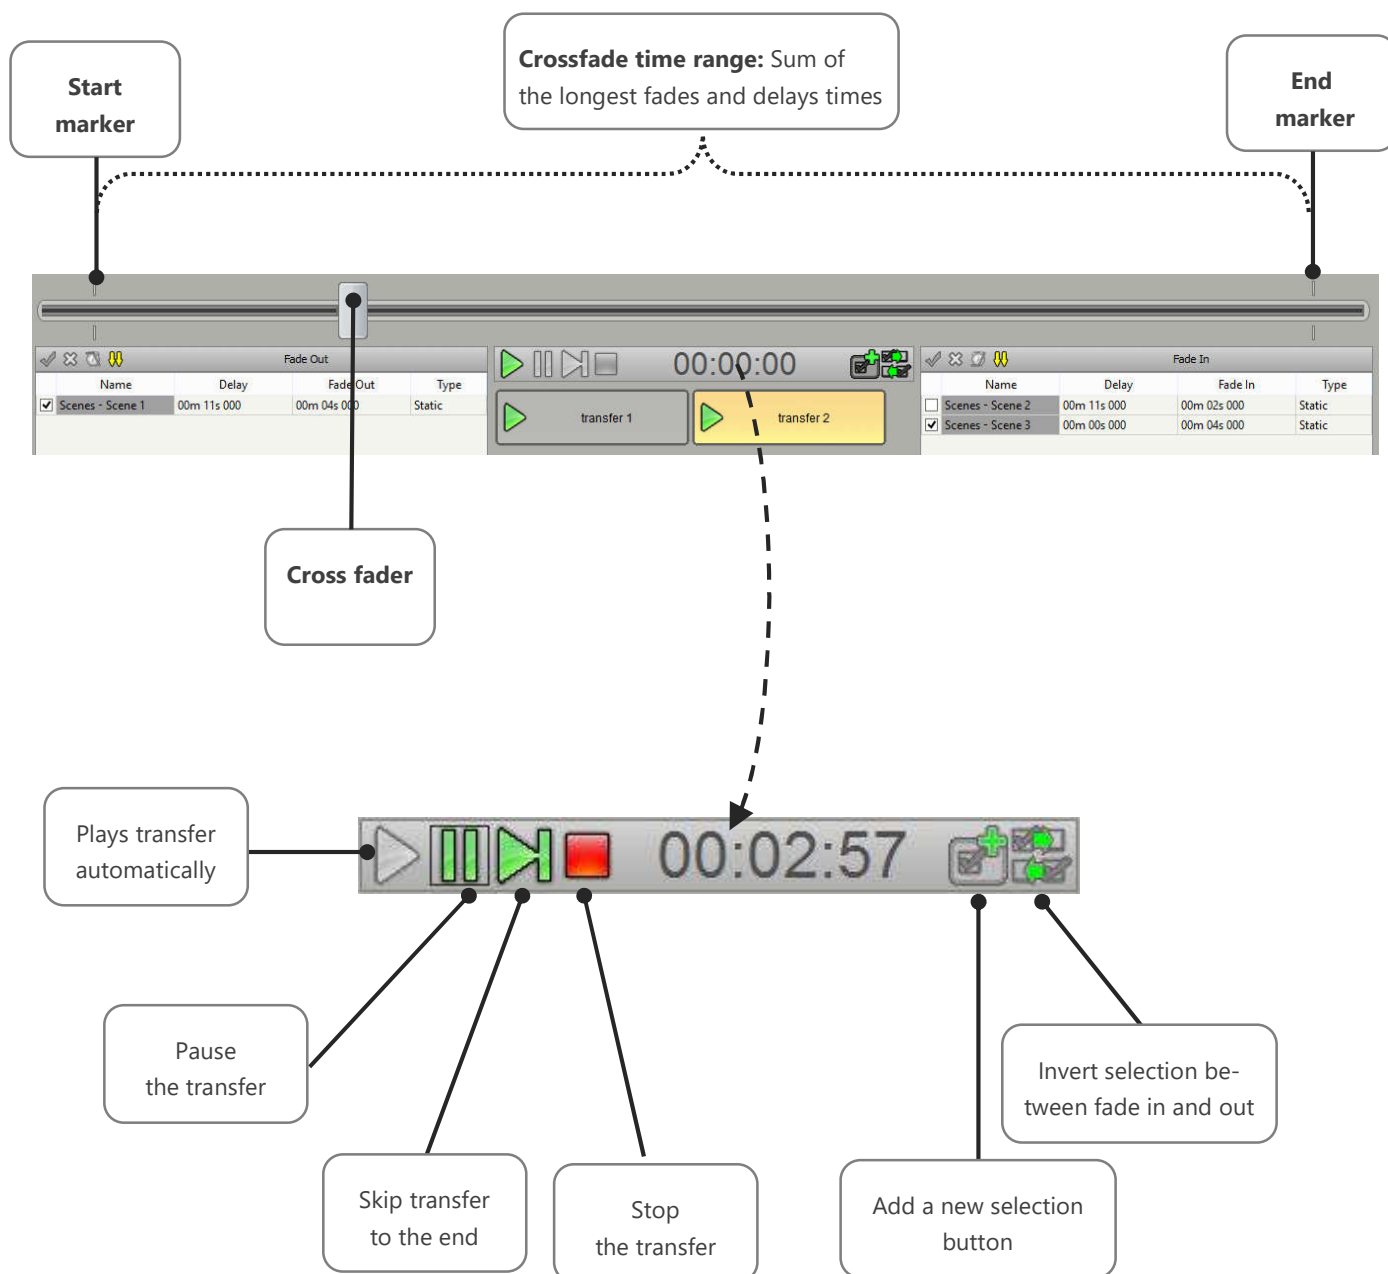 Crossfade time range: Sum of
the longest fades and delays times
Start
marker
End
marker
Fade Out
Name Delay Fade Out Type
Scenes - Scene 1 00m 11s 000 00m 04s 000 Static
00:00:00
transfer 1
transfer 2
Fade In
Name Delay Fade In Type
Scenes - Scene 2 00m 11s 000 00m 02s 000 Static
Scenes - Scene 3 00m 00s 000 00m 04s 000 Static
Cross fader
Plays transfer
automatically
00:02:57
Pause
the transfer
Invert selection be-
tween fade in and out
Skip transfer
to the end
Stop
the transfer
Add a new selection
button